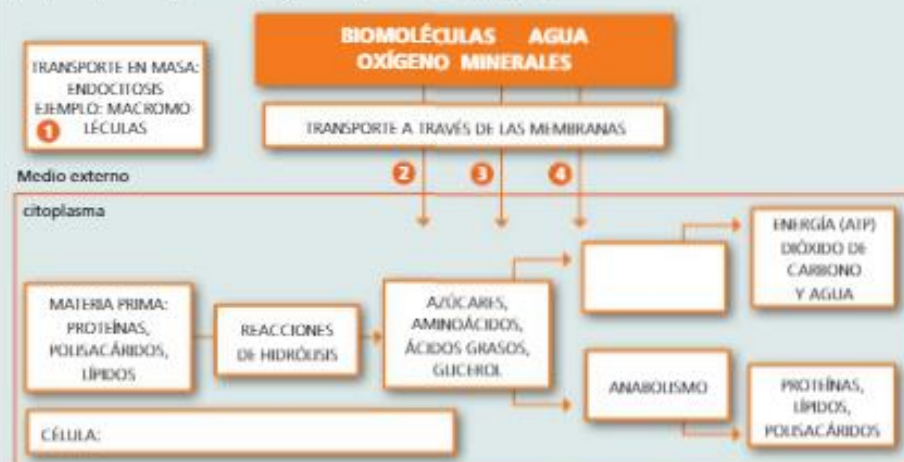 BIOMOLÉCULAS AGUA
OXÍGENO MINERALES
TRANSPORTE EN MASA:
ENDOCITOSIS
EJEMPLO: MACROMO
LÉCULAS
1
TRANSPORTE A TRAVÉS DE LAS MEMBRANAS
2 3 4
Medio externo
citoplasma
MATERIA PRIMA:
PROTEÍNAS,
POLISACÁRIDOS,
LÍPIDOS
REACCIONES
DE HIDRÓLISIS
AZÚCARES,
AMINOÁCIDOS,
ÁCIDOS GRASOS,
GLICEROL
ENERGÍA (ATP)
DIÓXIDO DE
CARBONO
Y AGUA
ANABOLISMO
PROTEÍNAS,
LÍPIDOS,
POLISACÁRIDOS
CÉLULA: